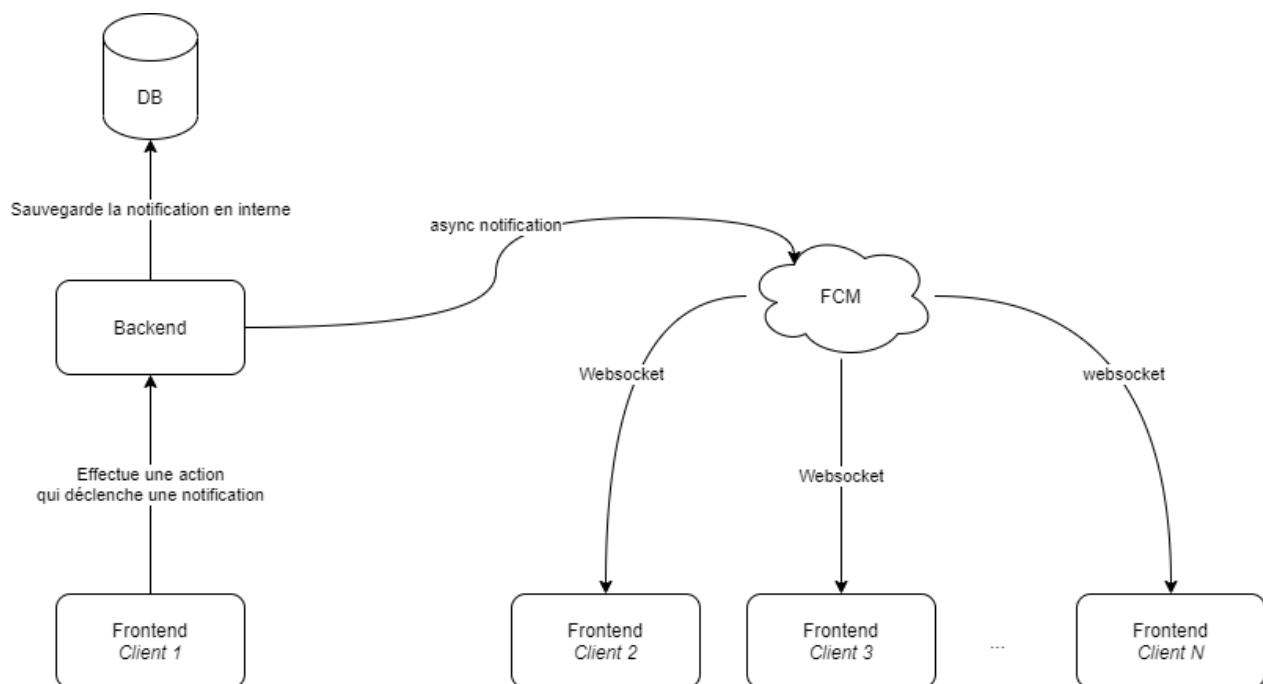 DB
Sauvegarde la notification en interne
async notification
FCM
Backend
Websocket
websocket
Effectue une action
qui déclenche une notification
Websocket
Frontend
Client 1
Frontend
Client 2
Frontend
Client 3
...
Frontend
Client N